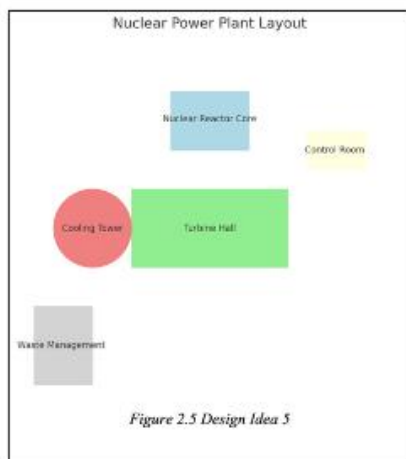 Nuclear Power Plant Layout
Nuclear Reactor Core
Control Room
Cooling Tower
Turbine Hall
Waste Management
Figure 2.5 Design Idea 5